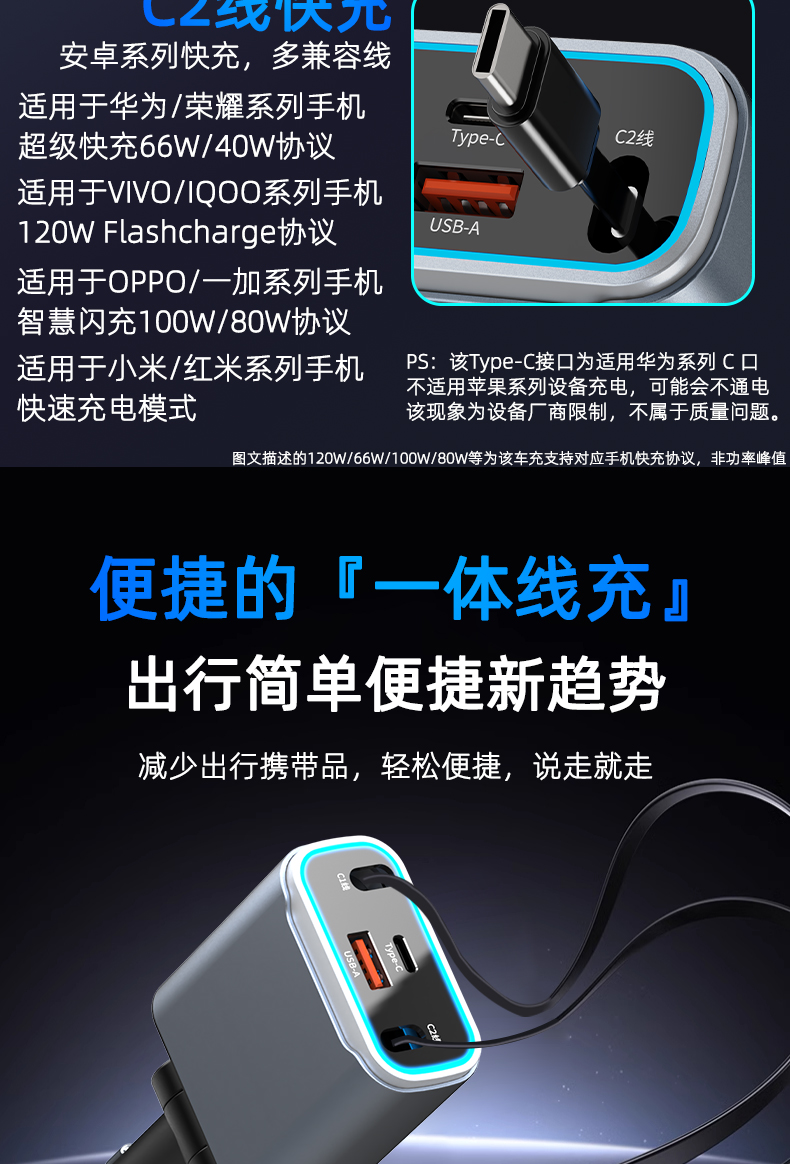 C2线快充
安卓系列快充，多兼容线
适用于华为/荣耀系列手机
超级快充66W/40W协议
适用于VIVO/IQOO系列手机
120W Flashcharge协议
适用于OPPO/一加系列手机
智慧闪充100W/80W协议
适用于小米/红米系列手机
快速充电模式
Type-C
C2线
USB-A
PS：该Type-C接口为适用华为系列 C 口
不适用苹果系列设备充电，可能会不通电
该现象为设备厂商限制，不属于质量问题。
图文描述的120W/66W/100W/80W等为该车充支持对应手机快充协议，非功率峰值
便捷的『一体线充』
出行简单便捷新趋势
减少出行携带品，轻松便捷，说走就走
C1线
Type-C
USB-A
C2线